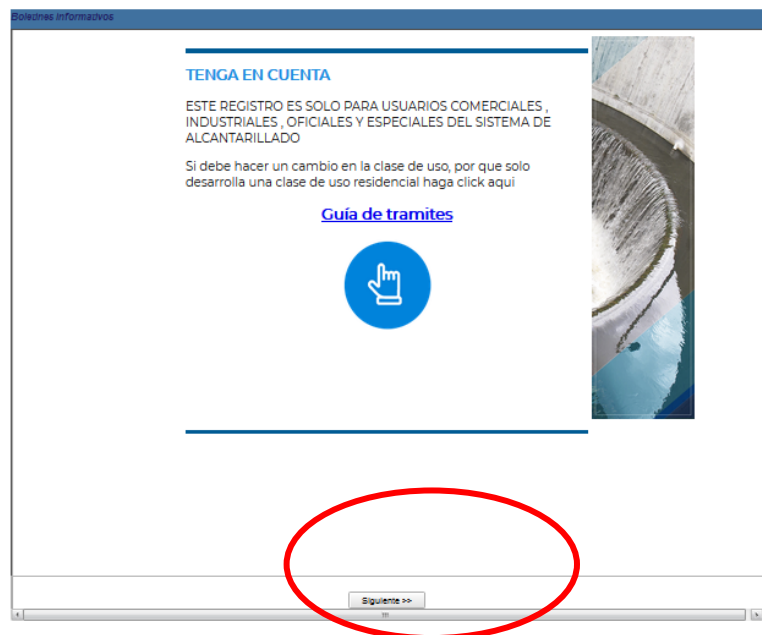 Boletines informativos
TENGA EN CUENTA
ESTE REGISTRO ES SOLO PARA USUARIOS COMERCIALES ,
INDUSTRIALES , OFICIALES Y ESPECIALES DEL SISTEMA DE
ALCANTARILLADO
Si debe hacer un cambio en la clase de uso, por que solo
desarrolla una clase de uso residencial haga click aqui
Guía de tramites
Siguiente >>